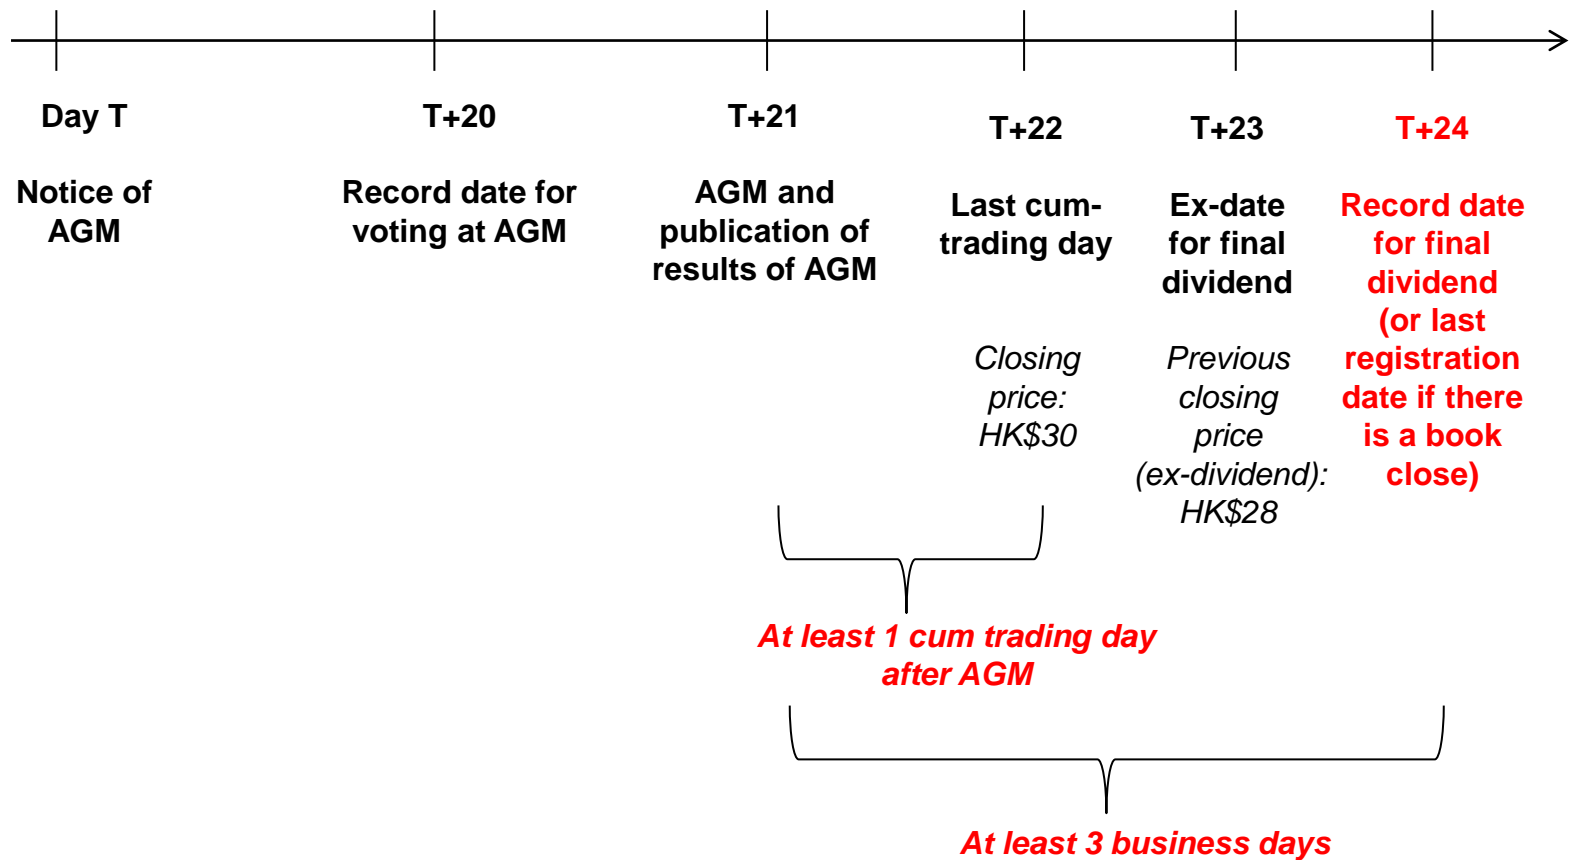 Day T
Notice of
AGM
T+20
Record date for
voting at AGM
T+21
AGM and
publication of
results of AGM
T+22
Last cum-
trading day
Closing
price:
HK$30
T+23
Ex-date
for final
dividend
Previous
closing
price
(ex-dividend):
HK$28
T+24
Record date
for final
dividend
(or last
registration
date if there
is a book
close)
At least 1 cum trading day
after AGM
At least 3 business days